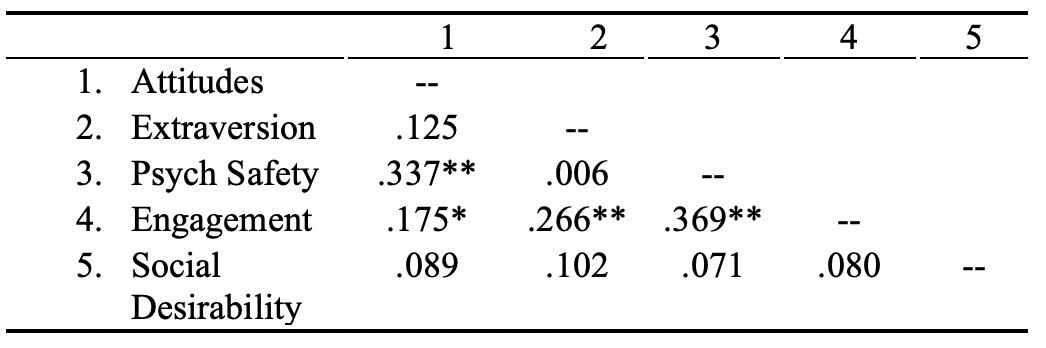 1 2 3 4 5
1. Attitudes --
2. Extraversion .125 --
3. Psych Safety .337** .006 --
4. Engagement .175* .266** .369** --
5. Social .089 .102 .071 .080 --
Desirability